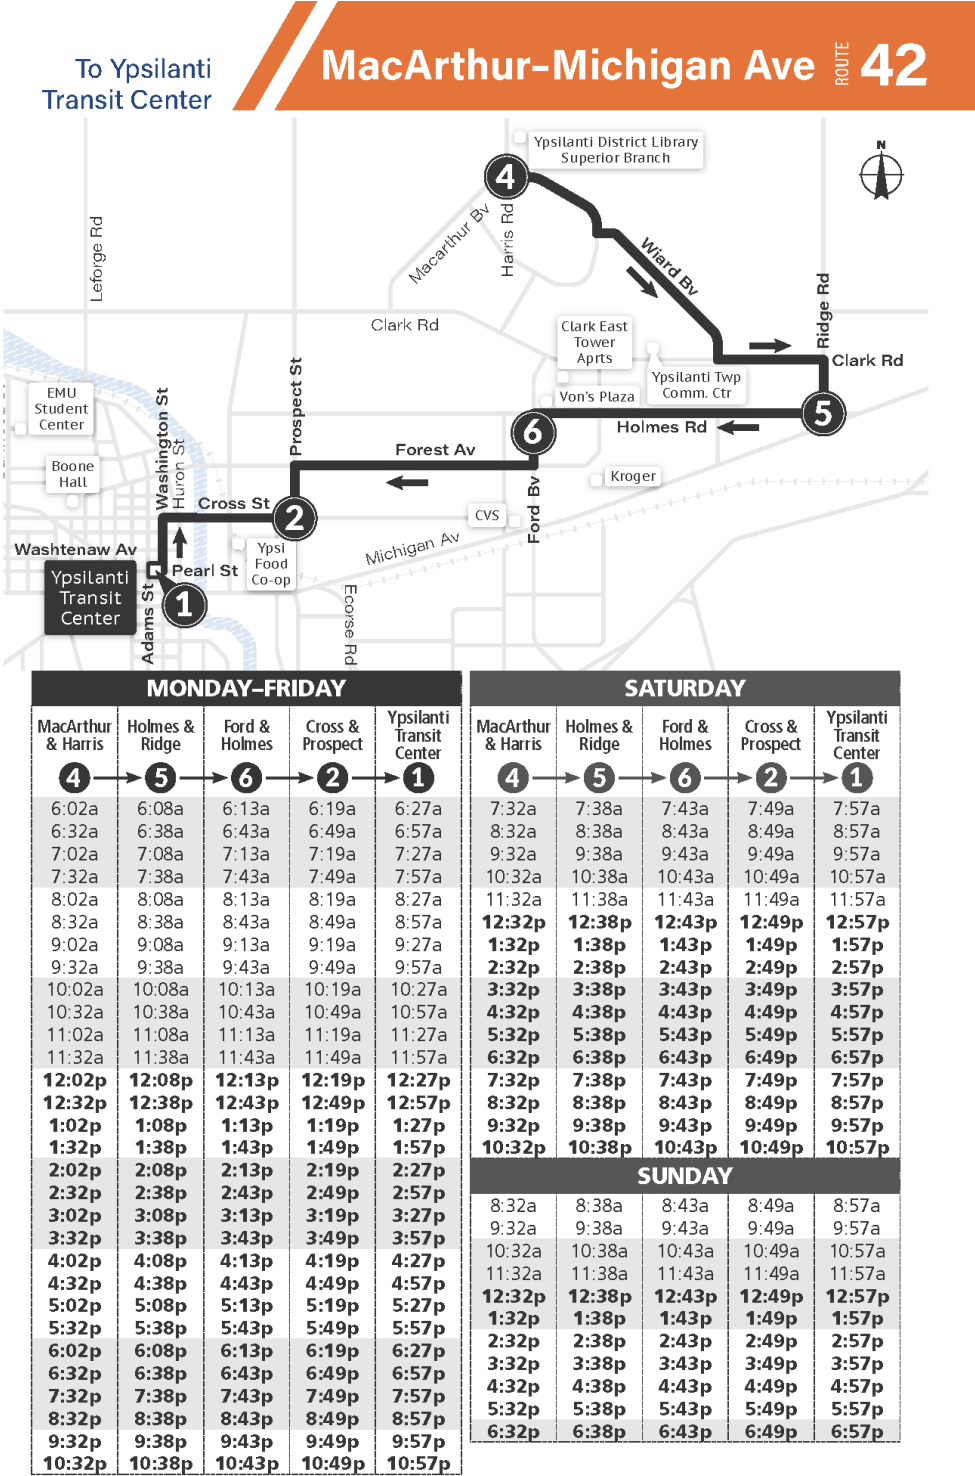 To Ypsilanti
Transit Center
MacArthur–Michigan Ave
ROUTE
42
Ypsilanti District Library
Superior Branch
N
4
Macarthur Bv
Harris Rd
Leforge Rd
Wiard Bv
Ridge Rd
Clark Rd
Clark East
Tower
Aprts
Clark Rd
Ypsilanti Twp
Comm. Ctr
Von's Plaza
EMU
Student
Center
Washington St
Huron St
Prospect St
5
6
Holmes Rd
Forest Av
Boone
Hall
Kroger
Cross St
2
CVS
Ford Bv
Michigan Av
Washtenaw Av
Ypsi
Food
Co-op
Pearl St
Ypsilanti
Transit
Center
1
Adams St
Ecorse Rd
MONDAY–FRIDAY
MacArthur & Harris Holmes & Ridge Ford & Holmes Cross & Prospect Ypsilanti Transit Center
4 5 6 2 1
6:02a 6:08a 6:13a 6:19a 6:27a
6:32a 6:38a 6:43a 6:49a 6:57a
7:02a 7:08a 7:13a 7:19a 7:27a
7:32a 7:38a 7:43a 7:49a 7:57a
8:02a 8:08a 8:13a 8:19a 8:27a
8:32a 8:38a 8:43a 8:49a 8:57a
9:02a 9:08a 9:13a 9:19a 9:27a
9:32a 9:38a 9:43a 9:49a 9:57a
10:02a 10:08a 10:13a 10:19a 10:27a
10:32a 10:38a 10:43a 10:49a 10:57a
11:02a 11:08a 11:13a 11:19a 11:27a
11:32a 11:38a 11:43a 11:49a 11:57a
12:02p 12:08p 12:13p 12:19p 12:27p
12:32p 12:38p 12:43p 12:49p 12:57p
1:02p 1:08p 1:13p 1:19p 1:27p
1:32p 1:38p 1:43p 1:49p 1:57p
2:02p 2:08p 2:13p 2:19p 2:27p
2:32p 2:38p 2:43p 2:49p 2:57p
3:02p 3:08p 3:13p 3:19p 3:27p
3:32p 3:38p 3:43p 3:49p 3:57p
4:02p 4:08p 4:13p 4:19p 4:27p
4:32p 4:38p 4:43p 4:49p 4:57p
5:02p 5:08p 5:13p 5:19p 5:27p
5:32p 5:38p 5:43p 5:49p 5:57p
6:02p 6:08p 6:13p 6:19p 6:27p
6:32p 6:38p 6:43p 6:49p 6:57p
7:32p 7:38p 7:43p 7:49p 7:57p
8:32p 8:38p 8:43p 8:49p 8:57p
9:32p 9:38p 9:43p 9:49p 9:57p
10:32p 10:38p 10:43p 10:49p 10:57p
SATURDAY
MacArthur & Harris Holmes & Ridge Ford & Holmes Cross & Prospect Ypsilanti Transit Center
4 5 6 2 1
7:32a 7:38a 7:43a 7:49a 7:57a
8:32a 8:38a 8:43a 8:49a 8:57a
9:32a 9:38a 9:43a 9:49a 9:57a
10:32a 10:38a 10:43a 10:49a 10:57a
11:32a 11:38a 11:43a 11:49a 11:57a
12:32p 12:38p 12:43p 12:49p 12:57p
1:32p 1:38p 1:43p 1:49p 1:57p
2:32p 2:38p 2:43p 2:49p 2:57p
3:32p 3:38p 3:43p 3:49p 3:57p
4:32p 4:38p 4:43p 4:49p 4:57p
5:32p 5:38p 5:43p 5:49p 5:57p
6:32p 6:38p 6:43p 6:49p 6:57p
7:32p 7:38p 7:43p 7:49p 7:57p
8:32p 8:38p 8:43p 8:49p 8:57p
9:32p 9:38p 9:43p 9:49p 9:57p
10:32p 10:38p 10:43p 10:49p 10:57p
SUNDAY
8:32a 8:38a 8:43a 8:49a 8:57a
9:32a 9:38a 9:43a 9:49a 9:57a
10:32a 10:38a 10:43a 10:49a 10:57a
11:32a 11:38a 11:43a 11:49a 11:57a
12:32p 12:38p 12:43p 12:49p 12:57p
1:32p 1:38p 1:43p 1:49p 1:57p
2:32p 2:38p 2:43p 2:49p 2:57p
3:32p 3:38p 3:43p 3:49p 3:57p
4:32p 4:38p 4:43p 4:49p 4:57p
5:32p 5:38p 5:43p 5:49p 5:57p
6:32p 6:38p 6:43p 6:49p 6:57p